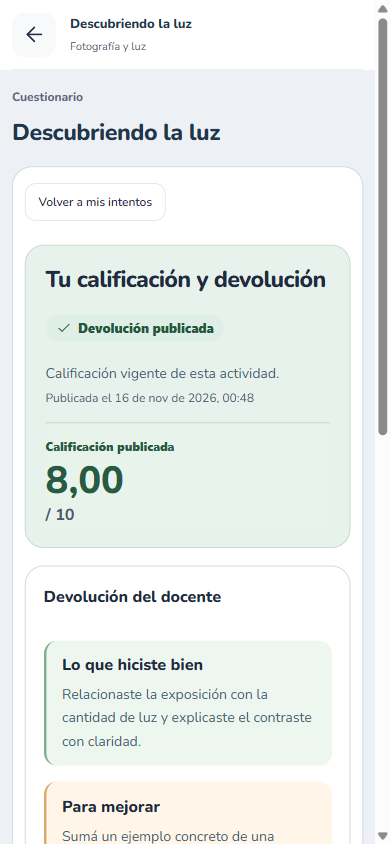 Descubriendo la luz
Fotografía y luz
Cuestionario
Descubriendo la luz
Volver a mis intentos
Tu calificación y devolución
Devolución publicada
Calificación vigente de esta actividad.
Publicada el 16 de nov de 2026, 00:48
Calificación publicada
8,00
/ 10
Devolución del docente
Lo que hiciste bien
Relacionaste la exposición con la
cantidad de luz y explicaste el contraste
con claridad.
Para mejorar
Sumá un ejemplo concreto de una